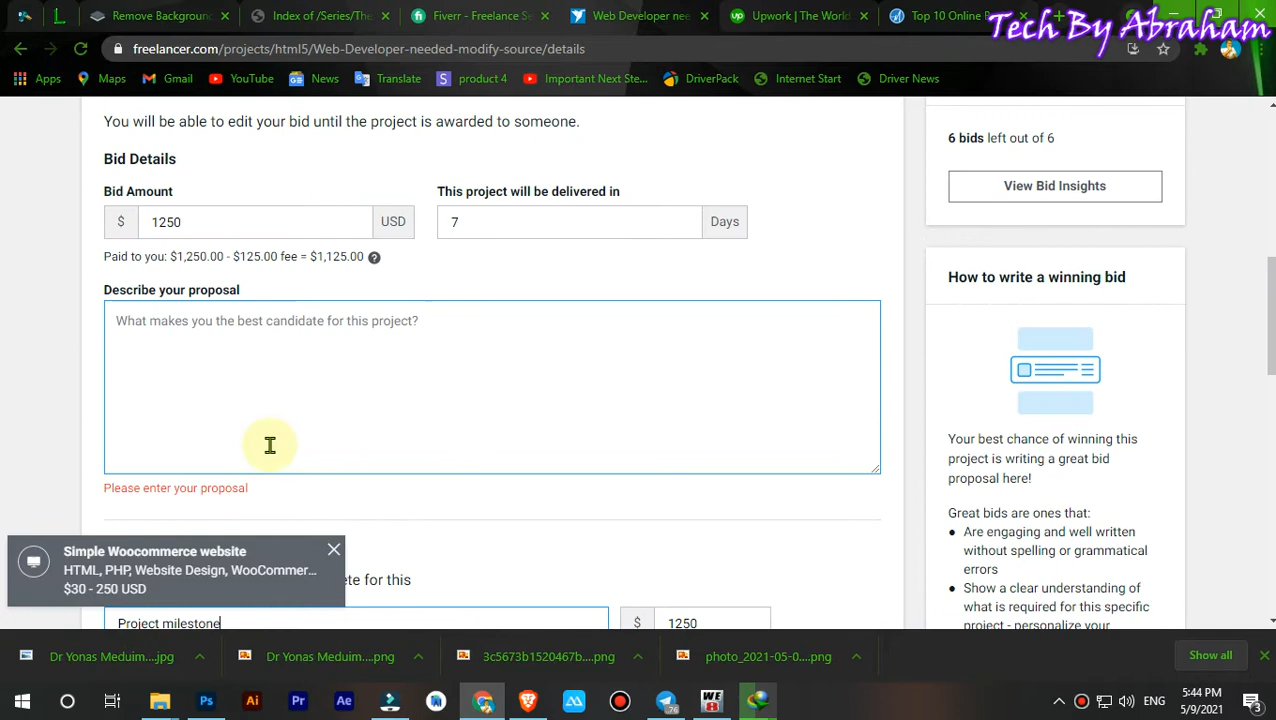 Remove Background
Index of /Series/The
Fiverr - Freelance Se
Web Developer nee
Upwork | The World
Top 10 Online B
Tech By Abraham
freelancer.com/projects/html5/Web-Developer-needed-modify-source/details
Apps
Maps
Gmail
YouTube
News
Translate
product 4
Important Next Ste...
DriverPack
Internet Start
Driver News
You will be able to edit your bid until the project is awarded to someone.
Bid Details
Bid Amount
This project will be delivered in
$ 1250 USD
7 Days
Paid to you: $1,250.00 - $125.00 fee = $1,125.00
Describe your proposal
What makes you the best candidate for this project?
Please enter your proposal
Simple Woocommerce website
HTML, PHP, Website Design, WooCommer...
$30 - 250 USD
ete for this
Project milestone
$ 1250
6 bids left out of 6
View Bid Insights
How to write a winning bid
Your best chance of winning this
project is writing a great bid
proposal here!
Great bids are ones that:
● Are engaging and well written
without spelling or grammatical
errors
● Show a clear understanding of
what is required for this specific
project - personalize your
Dr Yonas Meduim....jpg
Dr Yonas Meduim....png
3c5673b1520467b....png
photo_2021-05-0....png
Show all
Ps
Ai
Pr
Ae
76
WE
ENG
5:44 PM
5/9/2021
3